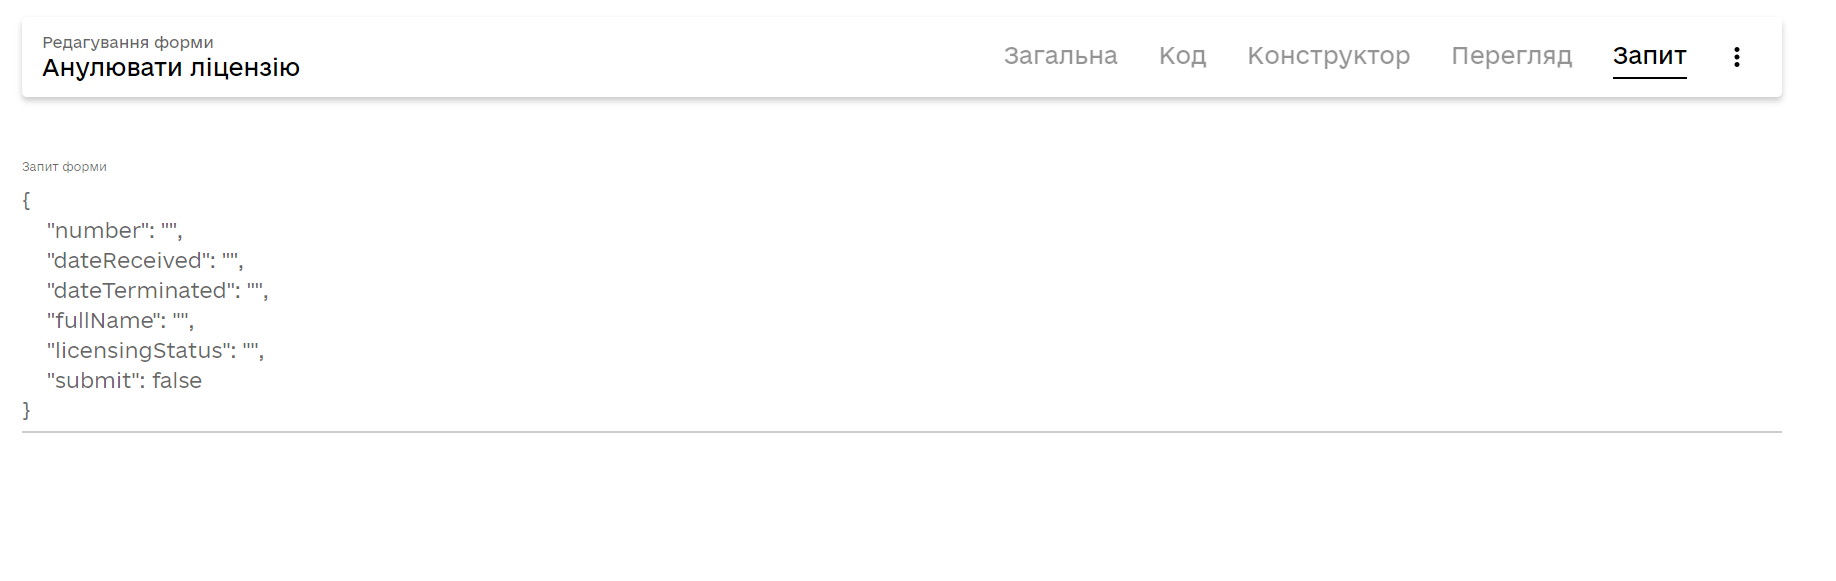 Редагування форми
Анулювати ліцензію
Загальна Код Конструктор Перегляд Запит
Запит форми
{
"number": "",
"dateReceived": "",
"dateTerminated": "",
"fullName": "",
"licensingStatus": "",
"submit": false
}